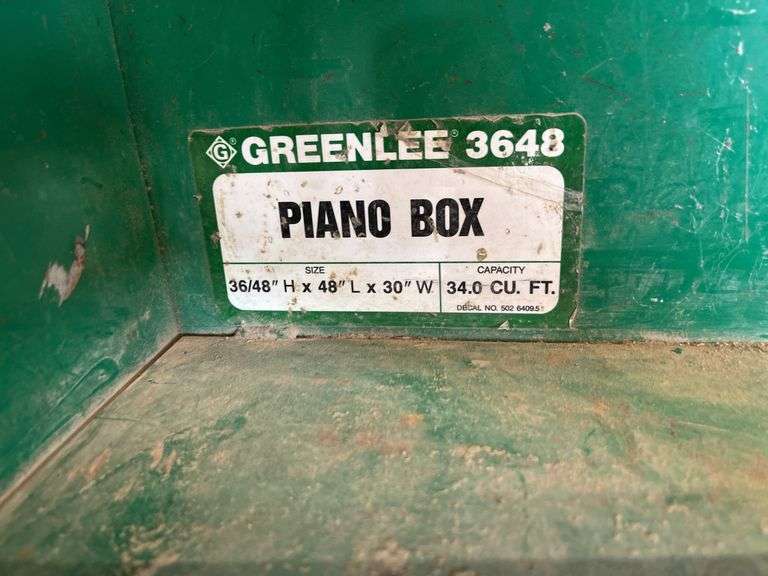 G® GREENLEE® 3648
PIANO BOX
SIZE
36/48" H x 48" L x 30" W
CAPACITY
34.0 CU. FT.
DECAL NO. 502 6409.5